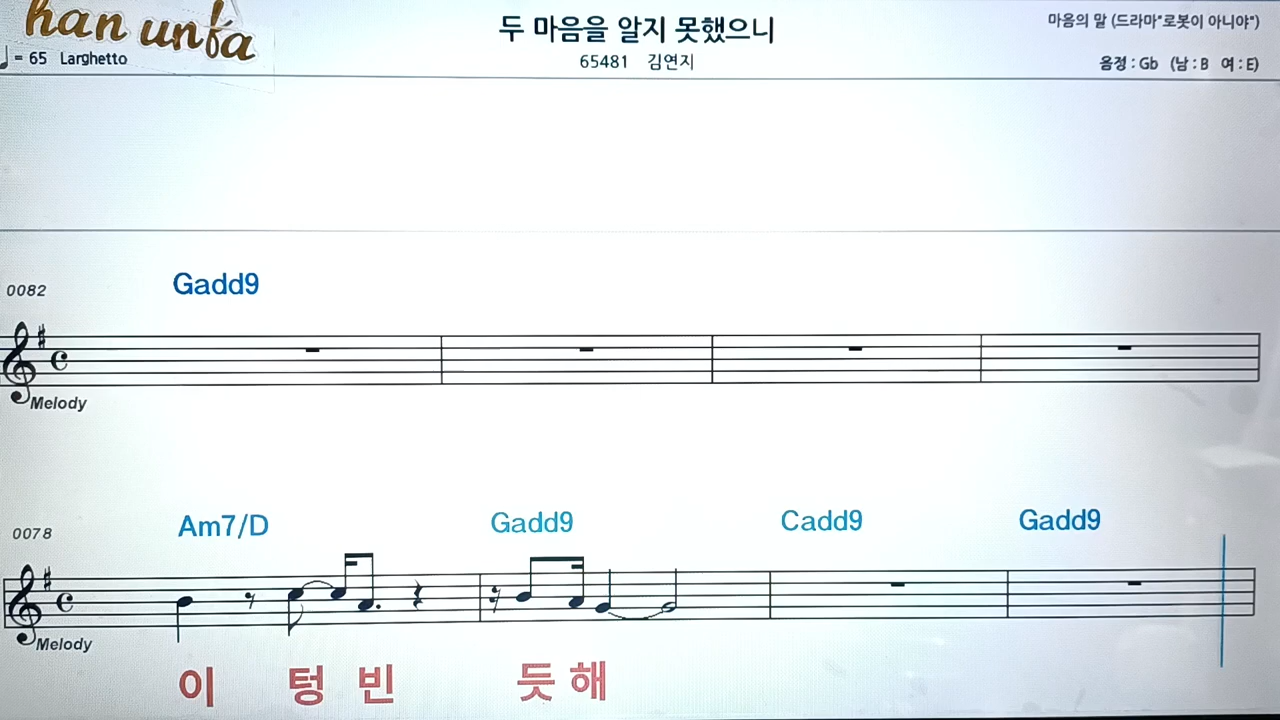 han unfa
두 마음을 알지 못했으니
마음의 말 (드라마"로봇이 아니야")
♩ = 65 Larghetto
65481 김연지
음정 : Gb (남 : B 여 : E)
Gadd9
0082
Melody
Am7/D Gadd9 Cadd9 Gadd9
0078
Melody
이 텅 빈 듯 해